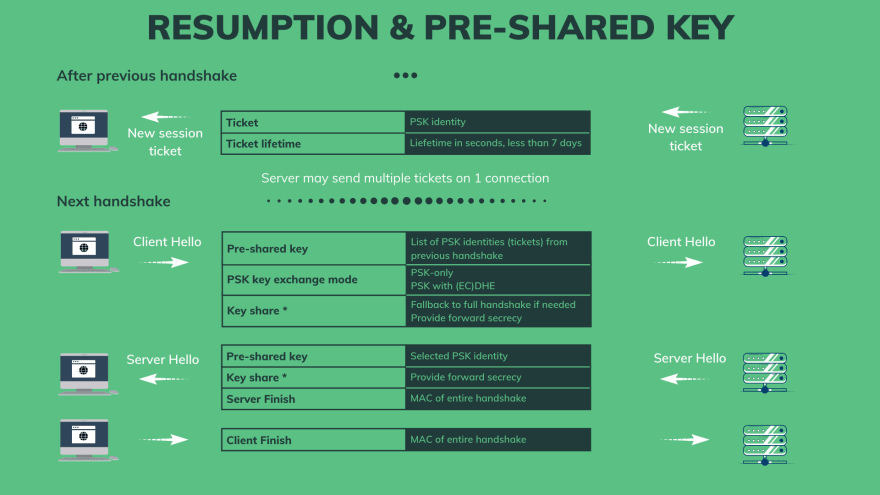 RESUMPTION & PRE-SHARED KEY
After previous handshake
New session
ticket
Ticket
PSK identity
Ticket lifetime
Liefetime in seconds, less than 7 days
New session
ticket
Server may send multiple tickets on 1 connection
Next handshake
Client Hello
Pre-shared key
List of PSK identities (tickets) from
previous handshake
PSK key exchange mode
PSK-only
PSK with (EC)DHE
Key share *
Fallback to full handshake if needed
Provide forward secrecy
Client Hello
Server Hello
Pre-shared key
Selected PSK identity
Key share *
Provide forward secrecy
Server Finish
MAC of entire handshake
Server Hello
Client Finish
MAC of entire handshake